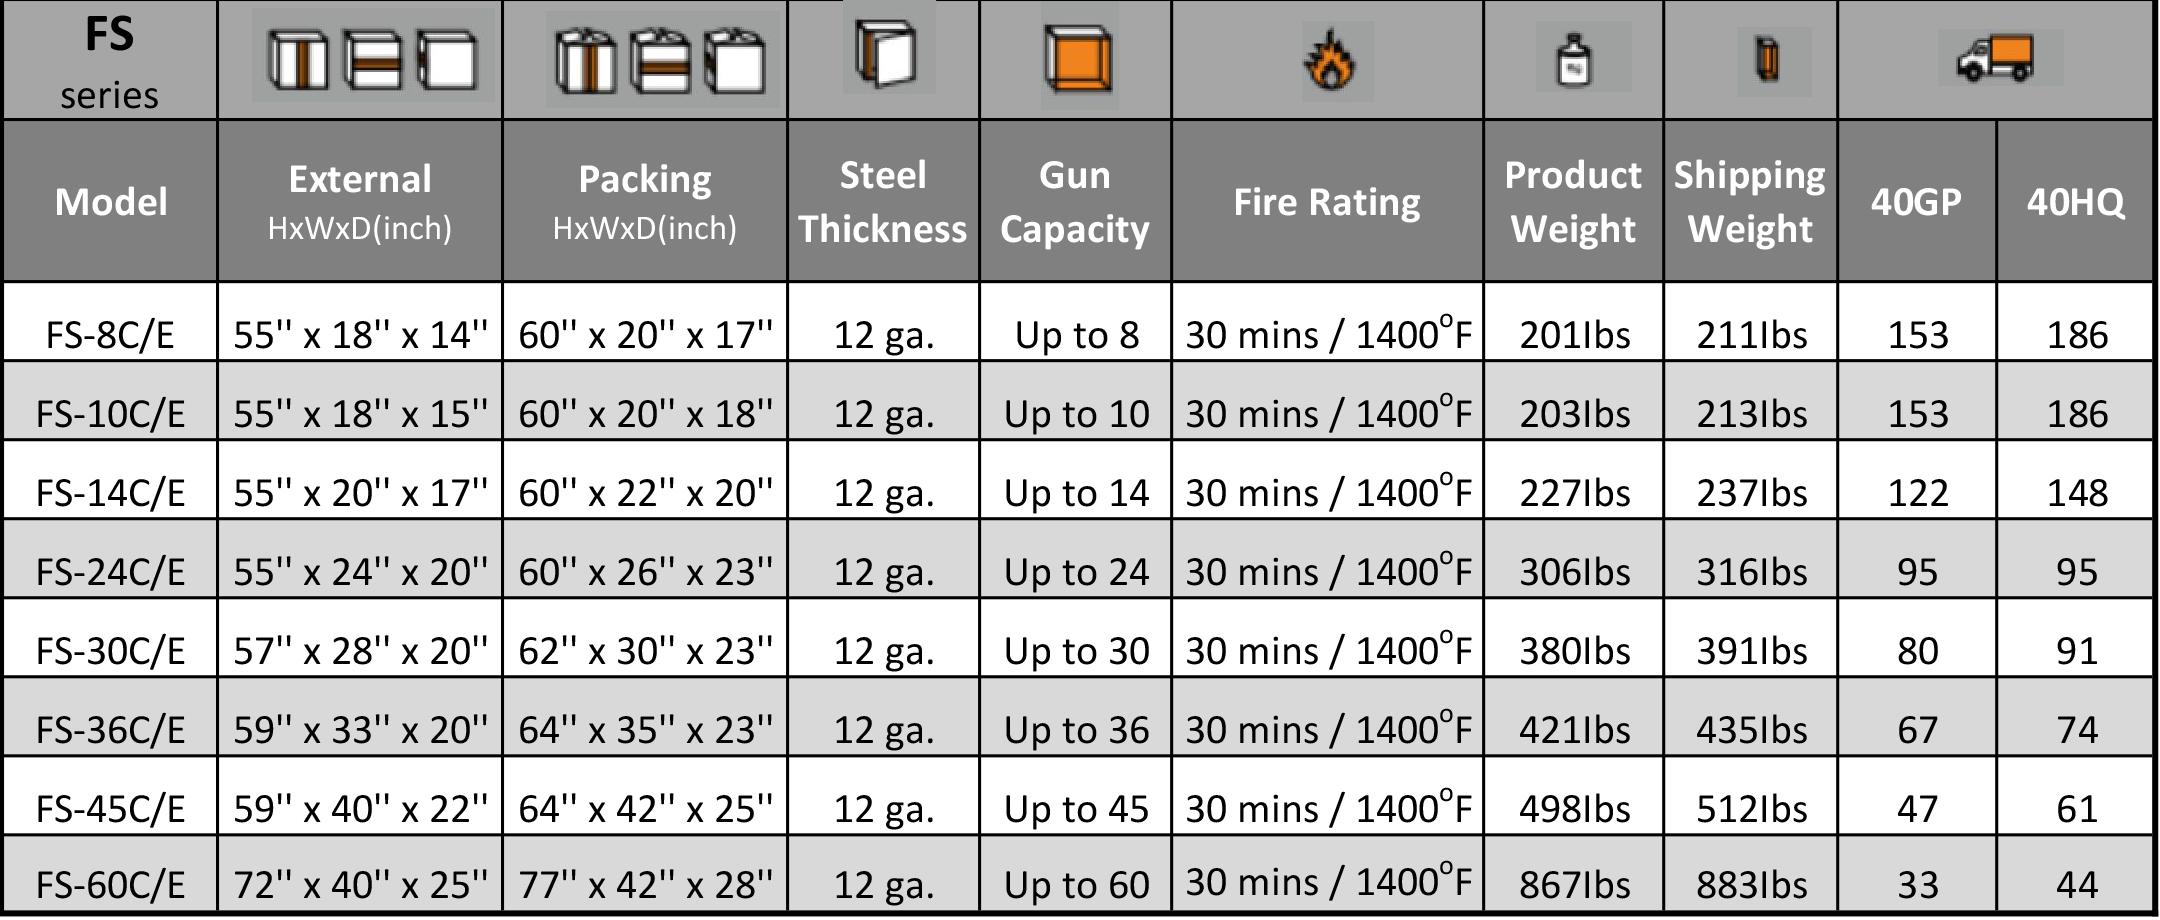 FS
series
Model External HxWxD(inch) Packing HxWxD(inch) Steel Thickness Gun Capacity Fire Rating Product Weight Shipping Weight 40GP 40HQ
FS-8C/E 55'' x 18'' x 14'' 60'' x 20'' x 17'' 12 ga. Up to 8 30 mins / 1400°F 201Ibs 211Ibs 153 186
FS-10C/E 55'' x 18'' x 15'' 60'' x 20'' x 18'' 12 ga. Up to 10 30 mins / 1400°F 203Ibs 213Ibs 153 186
FS-14C/E 55'' x 20'' x 17'' 60'' x 22'' x 20'' 12 ga. Up to 14 30 mins / 1400°F 227Ibs 237Ibs 122 148
FS-24C/E 55'' x 24'' x 20'' 60'' x 26'' x 23'' 12 ga. Up to 24 30 mins / 1400°F 306Ibs 316Ibs 95 95
FS-30C/E 57'' x 28'' x 20'' 62'' x 30'' x 23'' 12 ga. Up to 30 30 mins / 1400°F 380Ibs 391Ibs 80 91
FS-36C/E 59'' x 33'' x 20'' 64'' x 35'' x 23'' 12 ga. Up to 36 30 mins / 1400°F 421Ibs 435Ibs 67 74
FS-45C/E 59'' x 40'' x 22'' 64'' x 42'' x 25'' 12 ga. Up to 45 30 mins / 1400°F 498Ibs 512Ibs 47 61
FS-60C/E 72'' x 40'' x 25'' 77'' x 42'' x 28'' 12 ga. Up to 60 30 mins / 1400°F 867Ibs 883Ibs 33 44